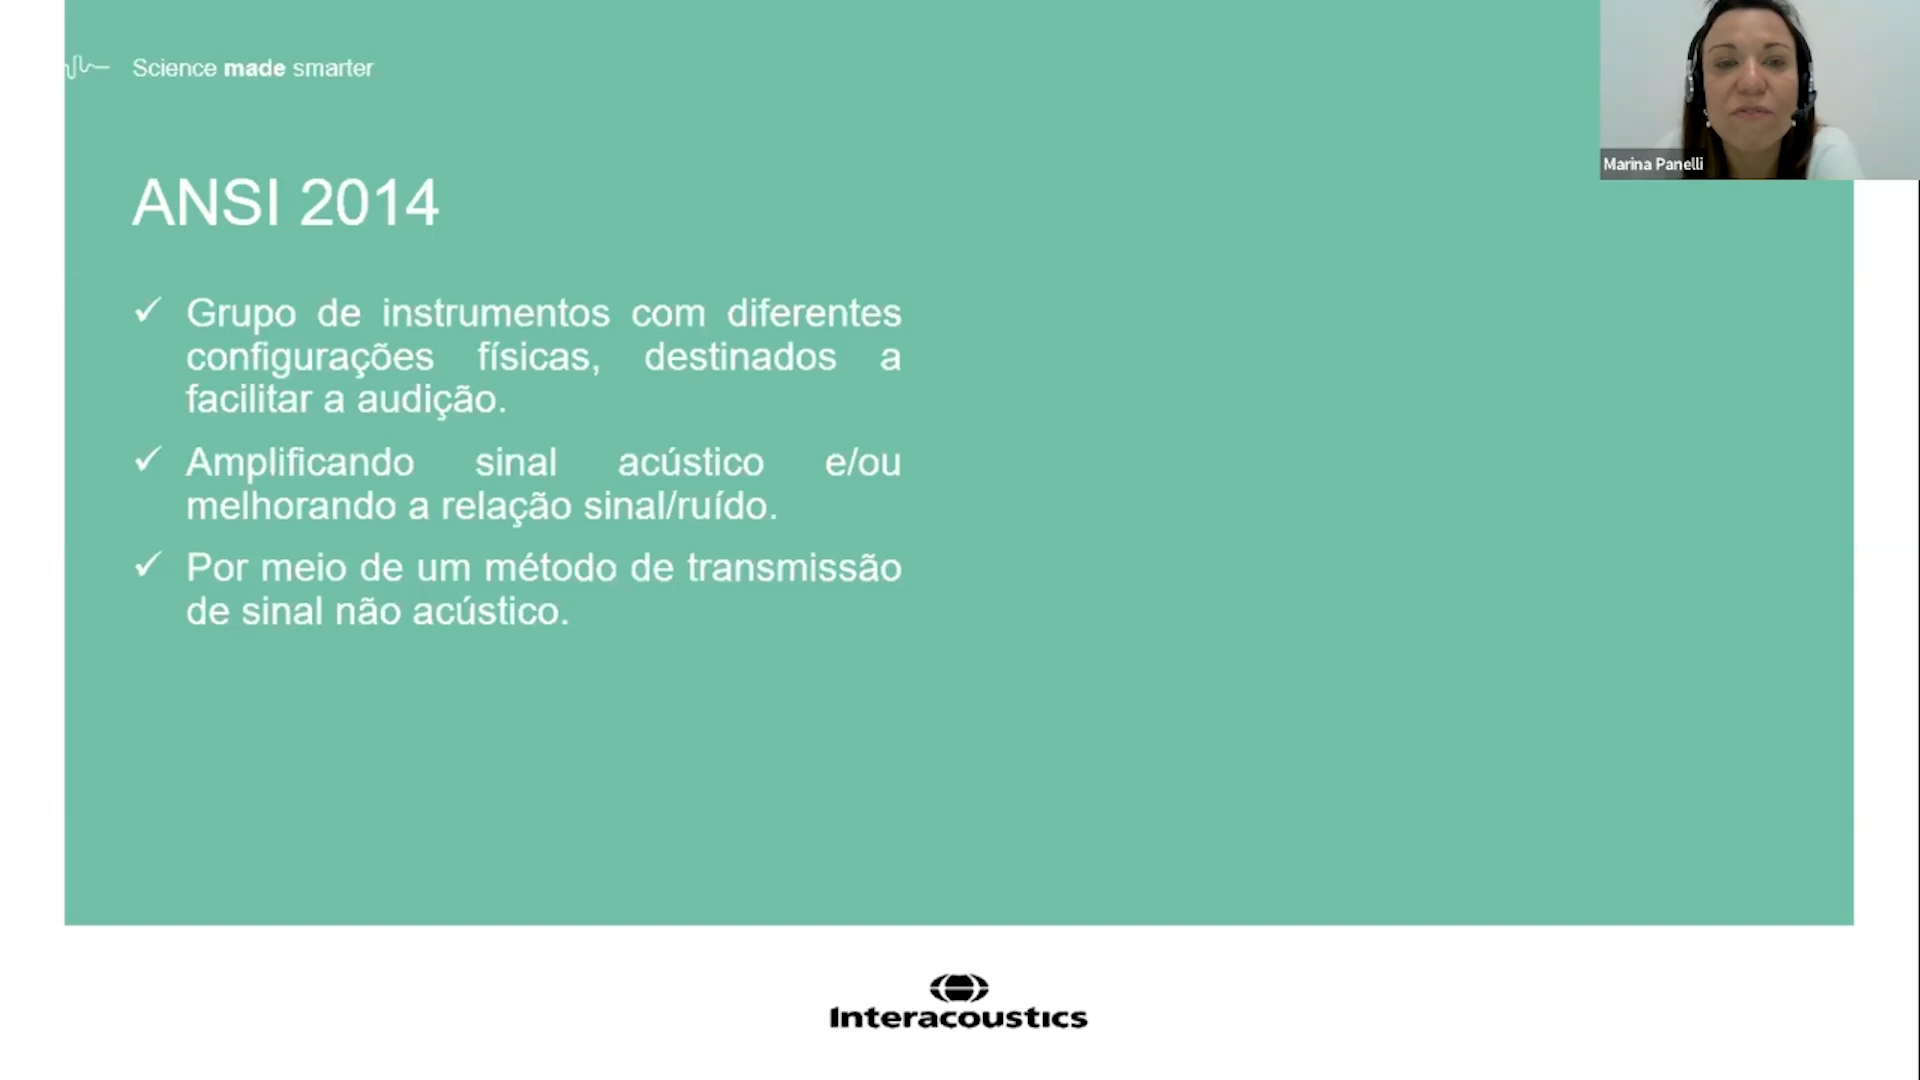 Science made smarter
Marina Panelli
ANSI 2014
✓ Grupo de instrumentos com diferentes
configurações físicas, destinados a
facilitar a audição.
✓ Amplificando sinal acústico e/ou
melhorando a relação sinal/ruído.
✓ Por meio de um método de transmissão
de sinal não acústico.
Interacoustics